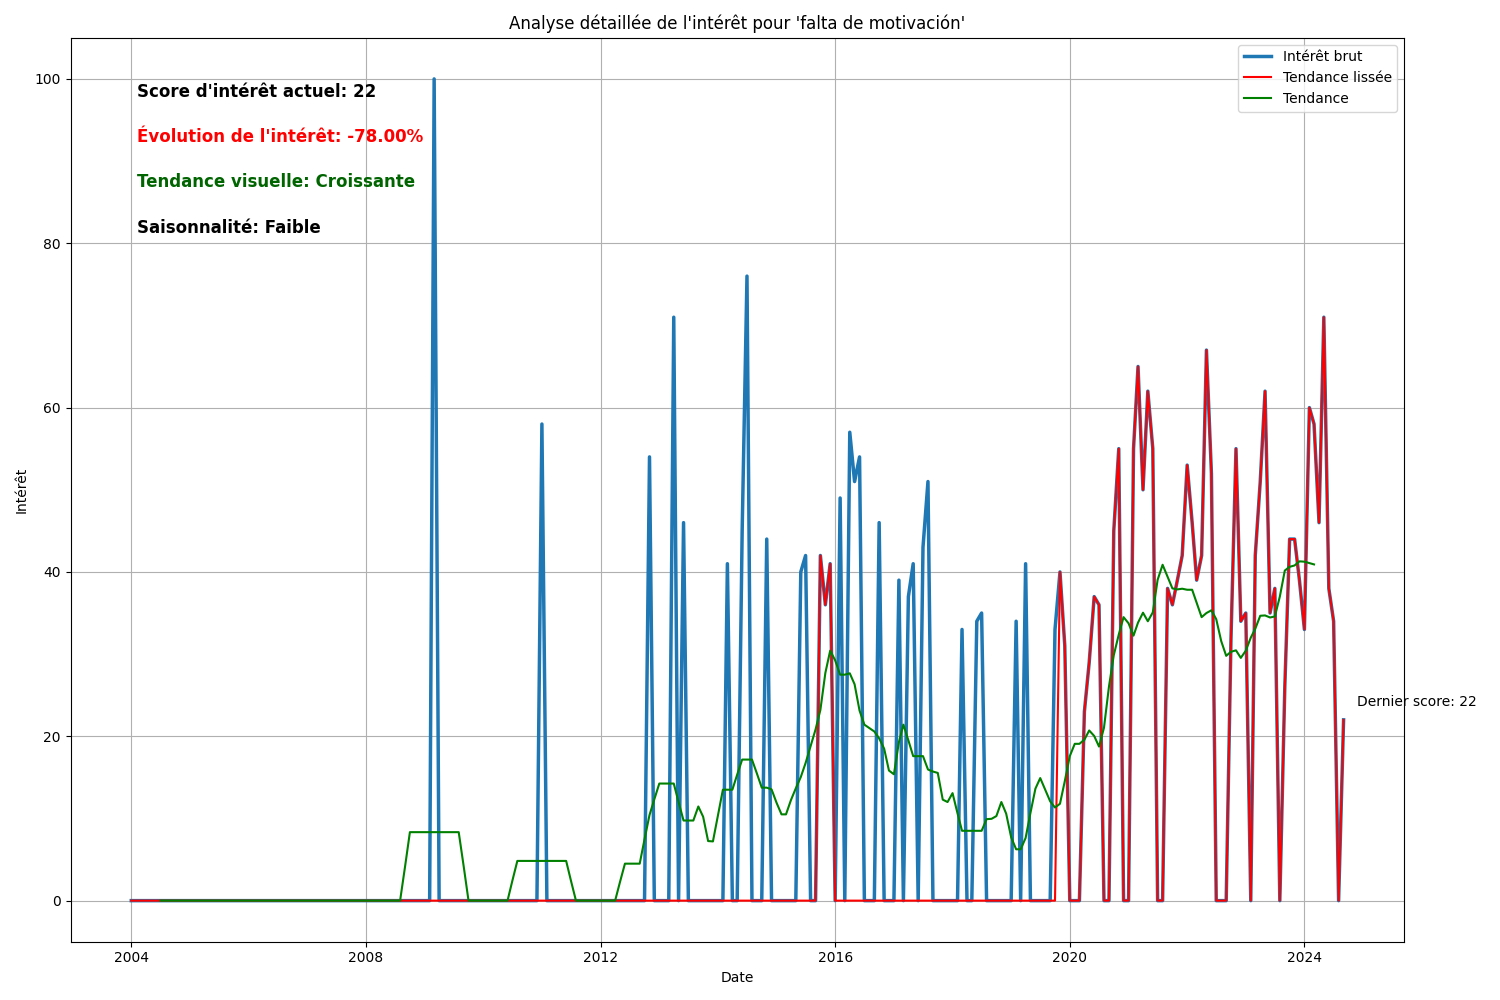 Analyse détaillée de l'intérêt pour 'falta de motivación'
Intérêt brut
Tendance lissée
Tendance
Score d'intérêt actuel: 22
Évolution de l'intérêt: -78.00%
Tendance visuelle: Croissante
Saisonnalité: Faible
Dernier score: 22
Intérêt
100
80
60
40
20
0
2004
2008
2012
2016
2020
2024
Date